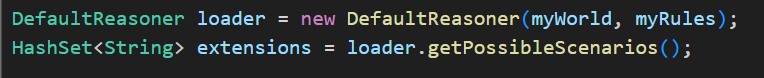 DefaultReasoner loader = new DefaultReasoner(myWorld, myRules);
HashSet<String> extensions = loader.getPossibleScenarios();